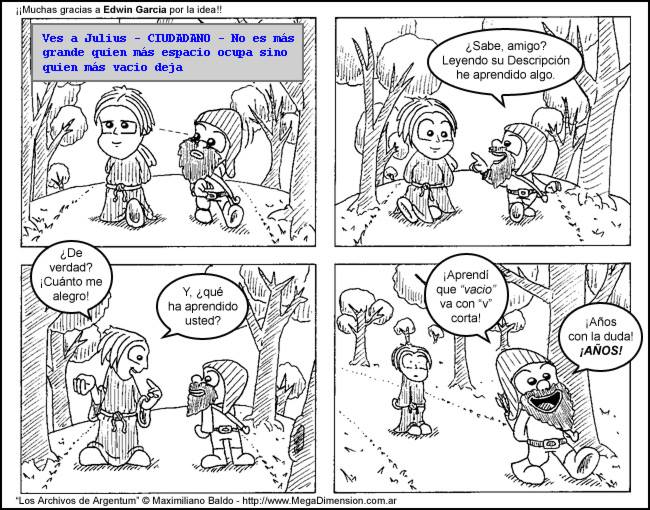 ¡¡Muchas gracias a Edwin Garcia por la idea!!
Ves a Julius - CIUDADANO - No es más
grande quien más espacio ocupa sino
quien más vacio deja
¿Sabe, amigo?
Leyendo su Descripción
he aprendido algo.
¿De
verdad?
¡Cuánto me
alegro!
Y, ¿qué
ha aprendido
usted?
¡Aprendí
que "vacio"
va con "v"
corta!
¡Años
con la duda!
¡AÑOS!
"Los Archivos de Argentum" © Maximiliano Baldo - http://www.MegaDimension.com.ar